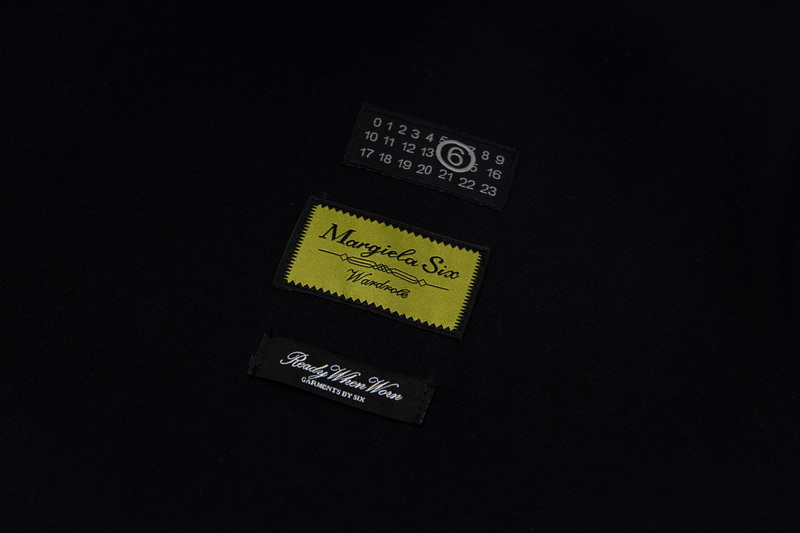 0 1 2 3 4 5 6 7 8 9
10 11 12 13 15 16
17 18 19 20 21 22 23
Margiela Six
Wardrobe
Ready When Worn
GARMENTS BY SIX